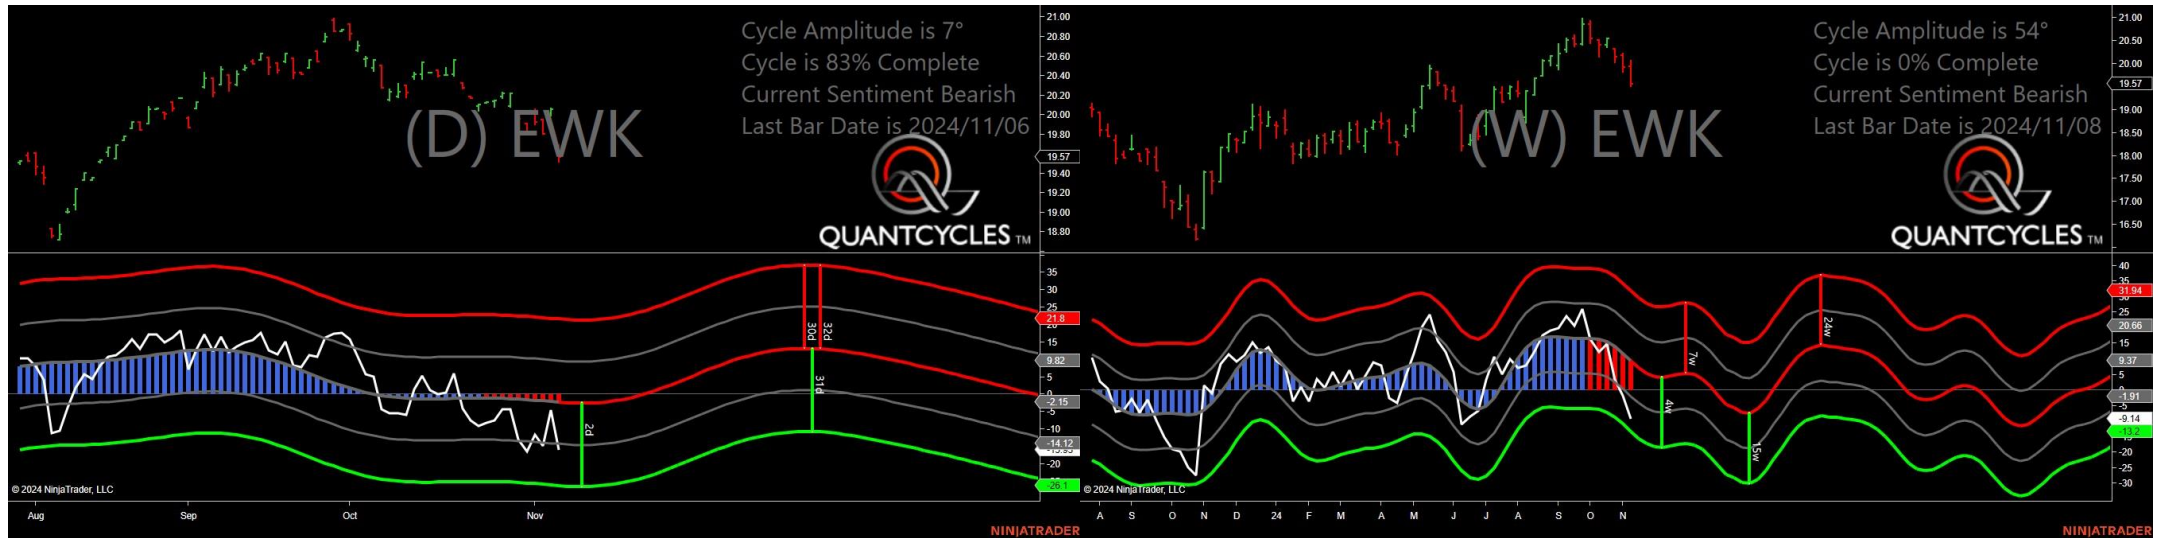 Cycle Amplitude is 7°
Cycle is 83% Complete
Current Sentiment Bearish
Last Bar Date is 2024/11/06
(D) EWK
QUANTCYCLES TM
21.00
20.80
20.60
20.40
20.20
20.00
19.80
19.57
19.40
19.20
19.00
18.80
35
30
25
21.8
15
9.82
5
0
-2.15
-5
-10
-14.12
-20
-26.1
30d
32d
31d
2d
© 2024 NinjaTrader, LLC
Aug
Sep
Oct
Nov
NINJATRADER
Cycle Amplitude is 54°
Cycle is 0% Complete
Current Sentiment Bearish
Last Bar Date is 2024/11/08
(W) EWK
QUANTCYCLES TM
21.00
20.50
20.00
19.57
19.00
18.50
18.00
17.50
17.00
16.50
40
35
31.94
25
20.66
15
9.37
5
-1.91
-5
-9.14
-13.2
-20
-25
-30
7w
24w
4w
15w
© 2024 NinjaTrader, LLC
A S O N D 24 F M A M J J A S O N
NINJATRADER